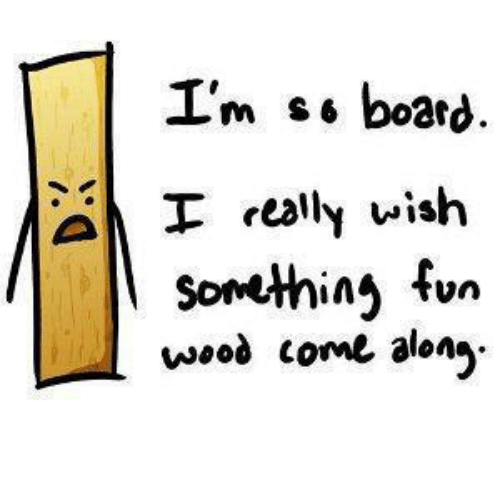 I'm so board.
I really wish
something fun
wood come along.